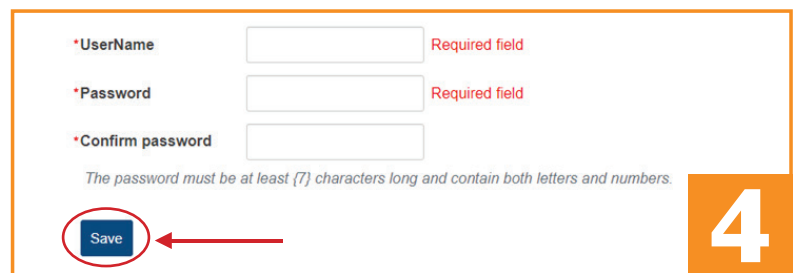 *UserName Required field
*Password Required field
*Confirm password
The password must be at least {7} characters long and contain both letters and numbers.
Save
4